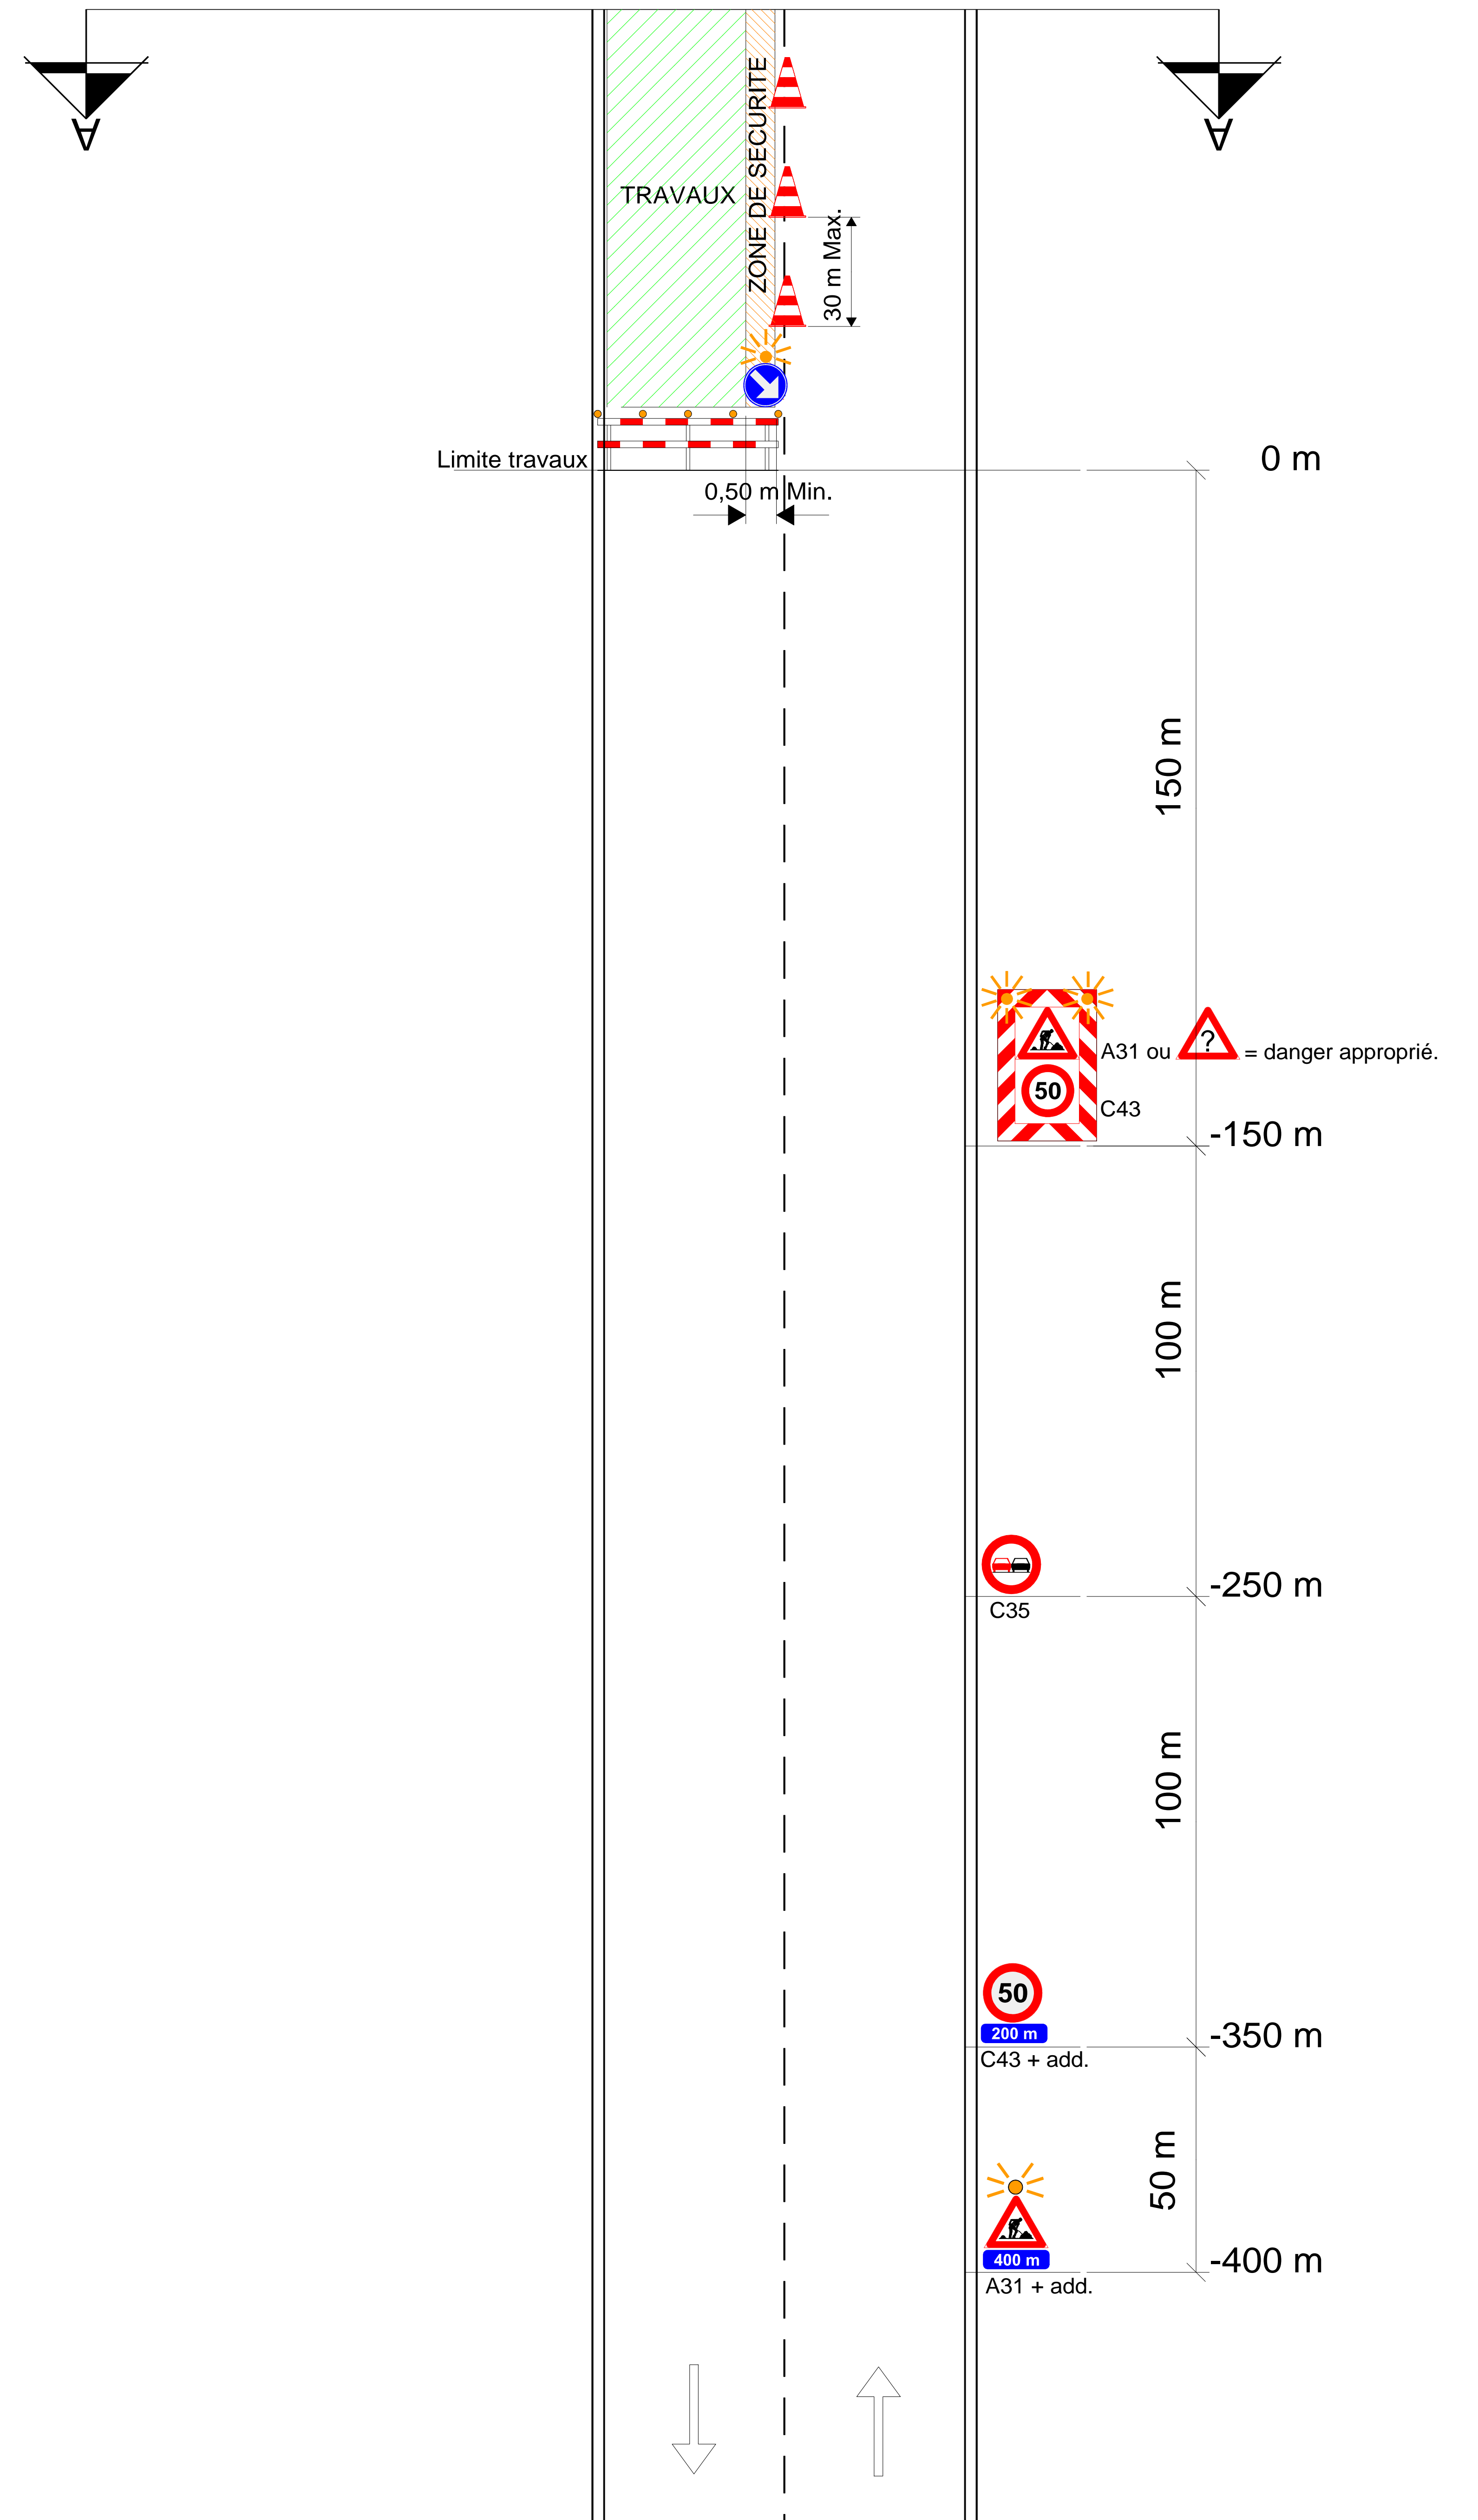 A
A
ZONE DE SECURITE
TRAVAUX
30 m Max.
Limite travaux
0 m
0,50 m Min.
150 m
A31 ou ? = danger approprié.
50
C43
-150 m
100 m
-250 m
C35
100 m
50
200 m
-350 m
C43 + add.
50 m
400 m
-400 m
A31 + add.